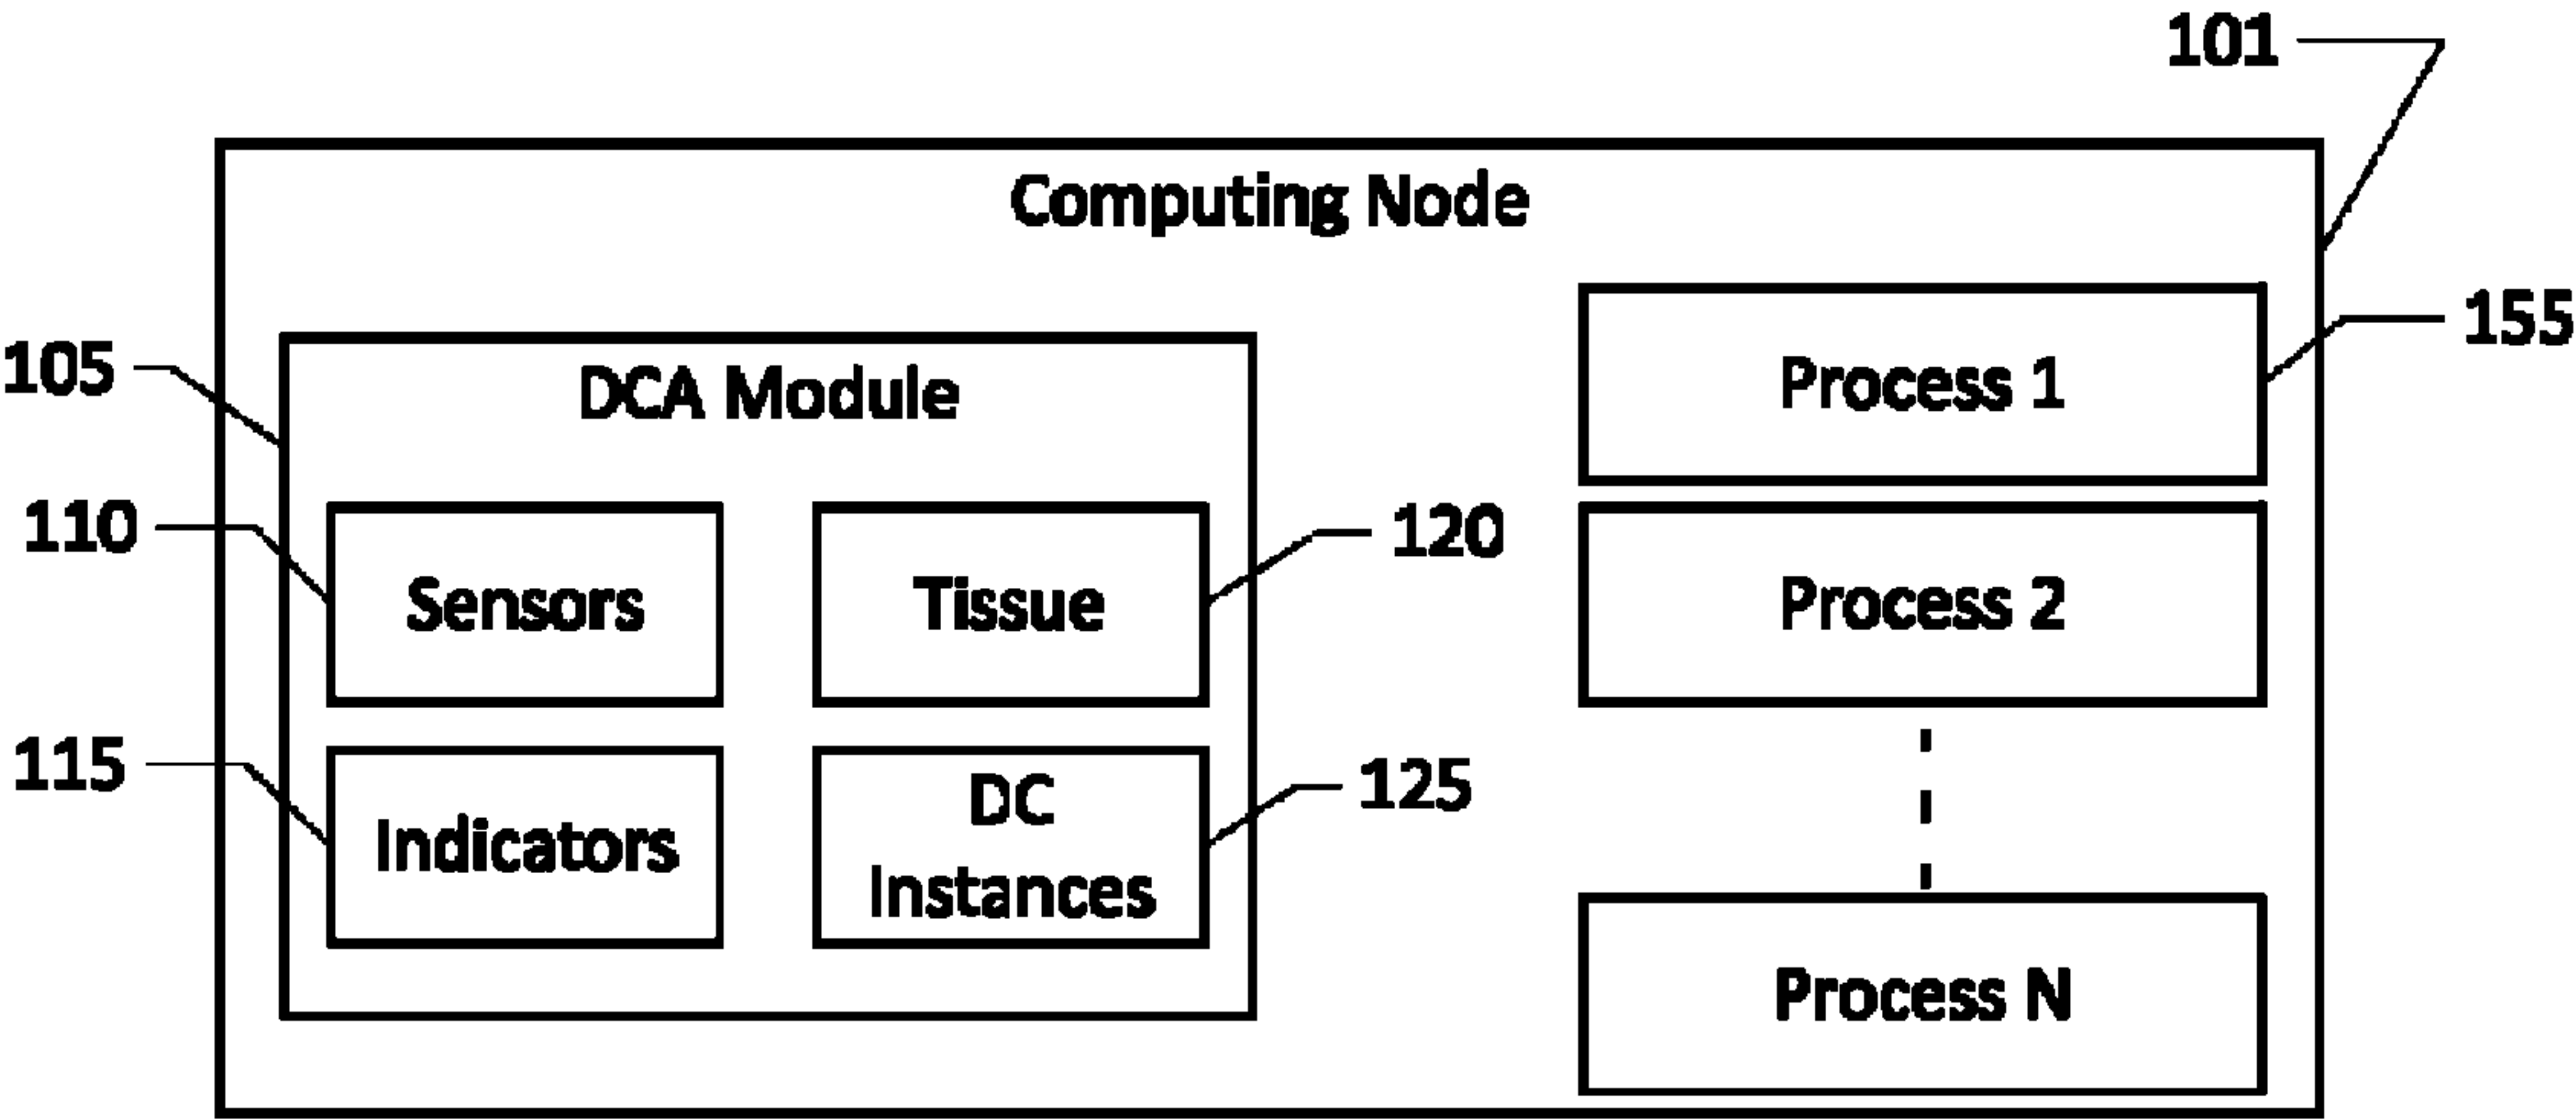 101
Computing Node
155
Process 1
105
DCA Module
110
Sensors
Tissue
120
Process 2
115
Indicators
DC
Instances
125
Process N